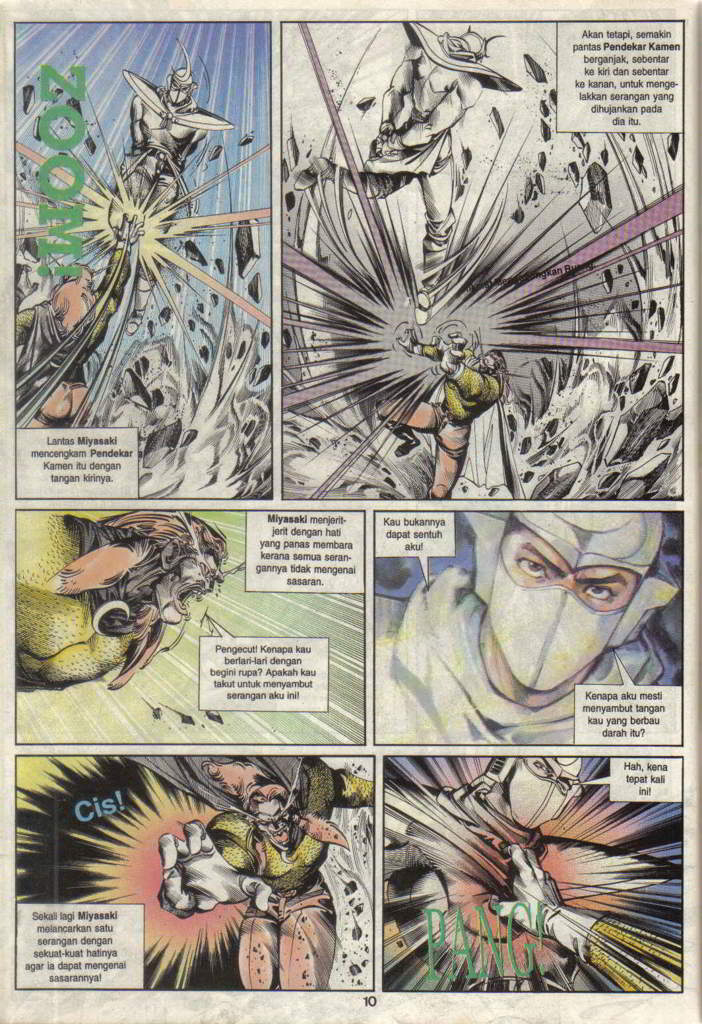 ZOOM!
Lantas Miyasaki
mencengkam Pendekar
Kamen itu dengan
tangan kirinya.
Akan tetapi, semakin
pantas Pendekar Kamen
berganjak, sebentar
ke kiri dan sebentar
ke kanan, untuk menge-
lakkan serangan yang
dihujankan pada
dia itu.
Miyasaki menjerit-
jerit dengan hati
yang panas membara
kerana semua sera-
ngannya tidak mengenai
sasaran.
Pengecut! Kenapa kau
berlari-lari dengan
begini rupa? Apakah kau
takut untuk menyambut
serangan aku ini!
Kau bukannya
dapat sentuh
aku!
Kenapa aku mesti
menyambut tangan
kau yang berbau
darah itu?
Cis!
Sekali lagi Miyasaki
melancarkan satu
serangan dengan
sekuat-kuat hatinya
agar ia dapat mengenai
sasarannya!
Hah, kena
tepat kali
ini!
PANG!
10